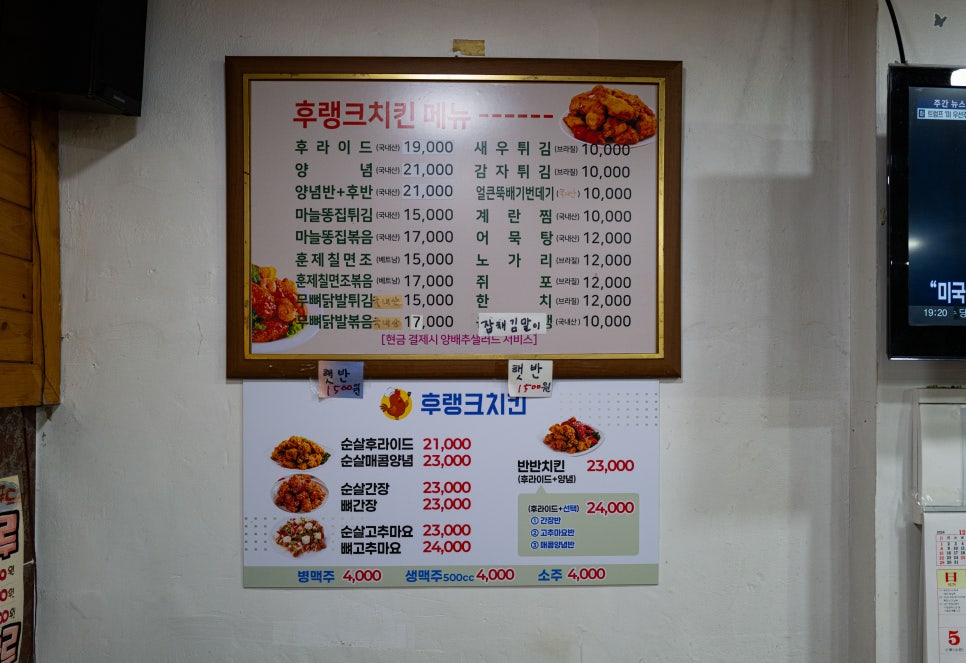 후랭크치킨 메뉴 ------
후라이드(국내산) 19,000
양 념(국내산) 21,000
양념반+후반(국내산) 21,000
마늘똥집튀김(국내산) 15,000
마늘똥집볶음(국내산) 17,000
훈제칠면조(베트남) 15,000
훈제칠면조볶음(베트남) 17,000
무뼈닭발튀김 국내산 15,000
무뼈닭발볶음 국내산 17,000
새우튀김(브라질) 10,000
감자튀김(브라질) 10,000
얼큰뚝배기번데기( ) 10,000
계란찜(국내산) 10,000
어묵탕(국내산) 12,000
노가리(브라질) 12,000
쥐 포(브라질) 12,000
한 치(브라질) 12,000
잡채김말이(국내산) 10,000
[현금 결제시 양배추샐러드 서비스]
햇반
1500원
햇반
1500원
후랭크치킨
순살후라이드 21,000
순살매콤양념 23,000
순살간장 23,000
뼈간장 23,000
순살고추마요 23,000
뼈고추마요 24,000
반반치킨 23,000
(후라이드+양념)
(후라이드+선택) 24,000
① 간장반
② 고추마요반
③ 매콤양념반
병맥주 4,000 생맥주500cc 4,000 소주 4,000
주간 뉴스
트럼프 '미 우선
“미국
19:20
5